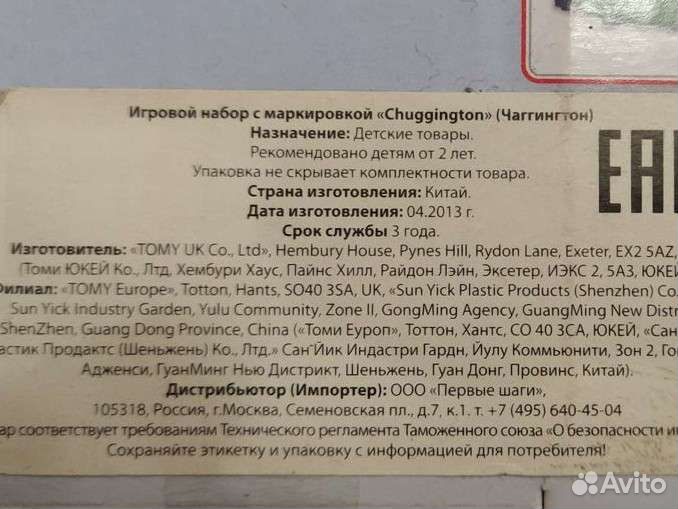 Игровой набор с маркировкой «Chuggington» (Чаггингтон)
Назначение: Детские товары.
Рекомендовано детям от 2 лет.
Упаковка не скрывает комплектности товара.
Страна изготовления: Китай.
Дата изготовления: 04.2013 г.
Срок службы 3 года.
Изготовитель: «TOMY UK Co., Ltd», Hembury House, Pynes Hill, Rydon Lane, Exeter, EX2 5AZ,
(Томи ЮКЕЙ Ко., Лтд, Хембури Хаус, Пайнс Хилл, Райдон Лэйн, Эксетер, ИЭКС 2, 5АЗ, ЮКЕЙ
Филиал: «TOMY Europe», Totton, Hants, SO40 3SA, UK, «Sun Yick Plastic Products (Shenzhen) Co.
Sun Yick Industry Garden, Yulu Community, Zone II, GongMing Agency, GuangMing New Distr
ShenZhen, Guang Dong Province, China («Томи Еуроп», Тоттон, Хантс, СО 40 3СА, ЮКЕЙ, «Сан
астик Продактс (Шеньжень) Ко., Лтд.» Сан Йик Индастри Гардн, Йулу Коммьюнити, Зон 2, Го
Адженси, ГуанМинг Нью Дистрикт, Шеньжень, Гуан Донг, Провинс, Китай).
Дистрибьютор (Импортер): ООО «Первые шаги»,
105318, Россия, г.Москва, Семеновская пл., д.7, к.1. т. +7 (495) 640-45-04
ар соответствует требованиям Технического регламента Таможенного союза «О безопасности и
Сохраняйте этикетку и упаковку с информацией для потребителя!
EAC
Avito